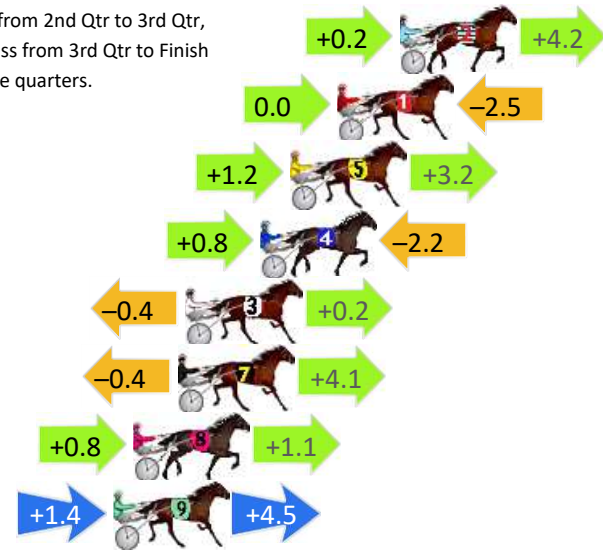 from 2nd Qtr to 3rd Qtr,
ss from 3rd Qtr to Finish
e quarters.
+0.2 2 +4.2
0.0 1 –2.5
+1.2 5 +3.2
+0.8 4 –2.2
–0.4 3 +0.2
–0.4 7 +4.1
+0.8 8 +1.1
+1.4 9 +4.5